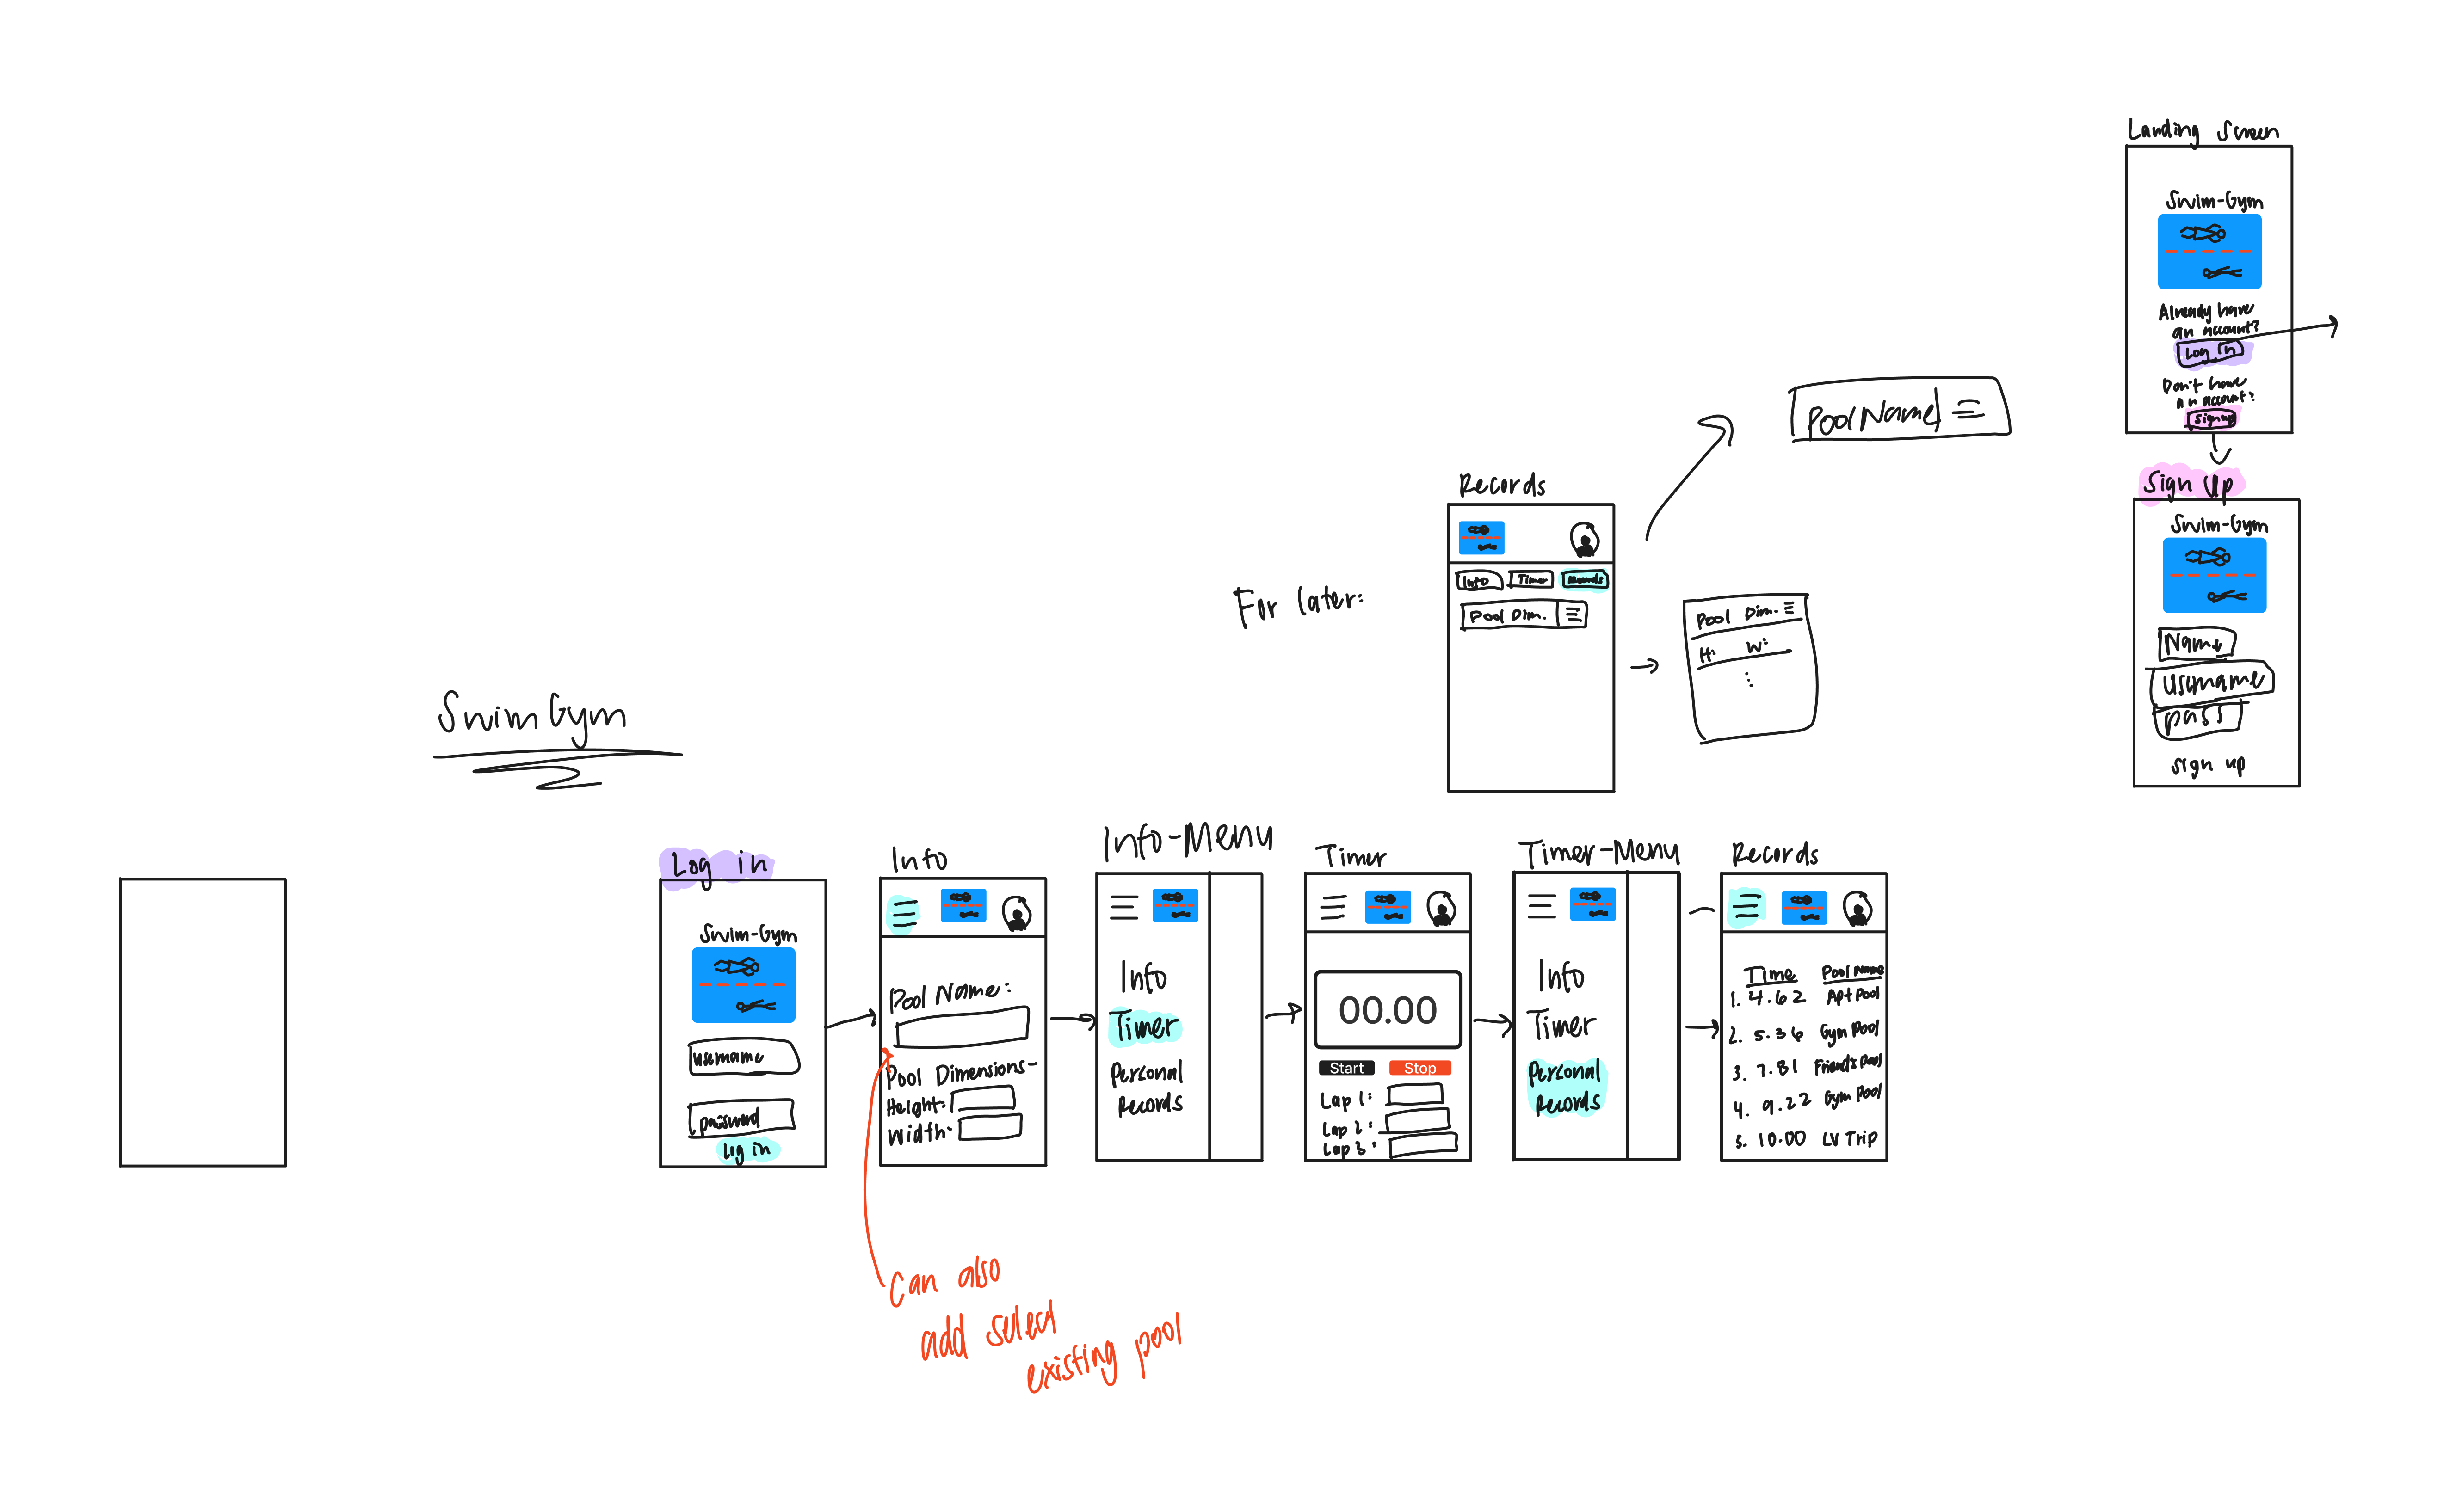 Landing Screen
Swim-Gym
Already have
an account?
Log in
Don't have
an account?
Sign up
Sign Up
Swim-Gym
Name
username
pass
sign up
Pool Name
Records
Info
Timer
Records
Pool Dim.
For later:
Pool Dim.
H: W:
Swim Gym
Log in
Swim-Gym
username
password
log in
Info
Pool Name:
Pool Dimensions-
Height:
Width:
Can also
add select
existing pool
Info-Menu
Info
Timer
Personal
Records
Timer
00.00
Start
Stop
Lap 1:
Lap 2:
Lap 3:
Timer-Menu
Info
Timer
Personal
Records
Records
Time Pool Name
1. 4.62 Apt Pool
2. 5.36 Gym Pool
3. 7.81 Friend's Pool
4. 9.22 Gym Pool
5. 10.00 LV Trip